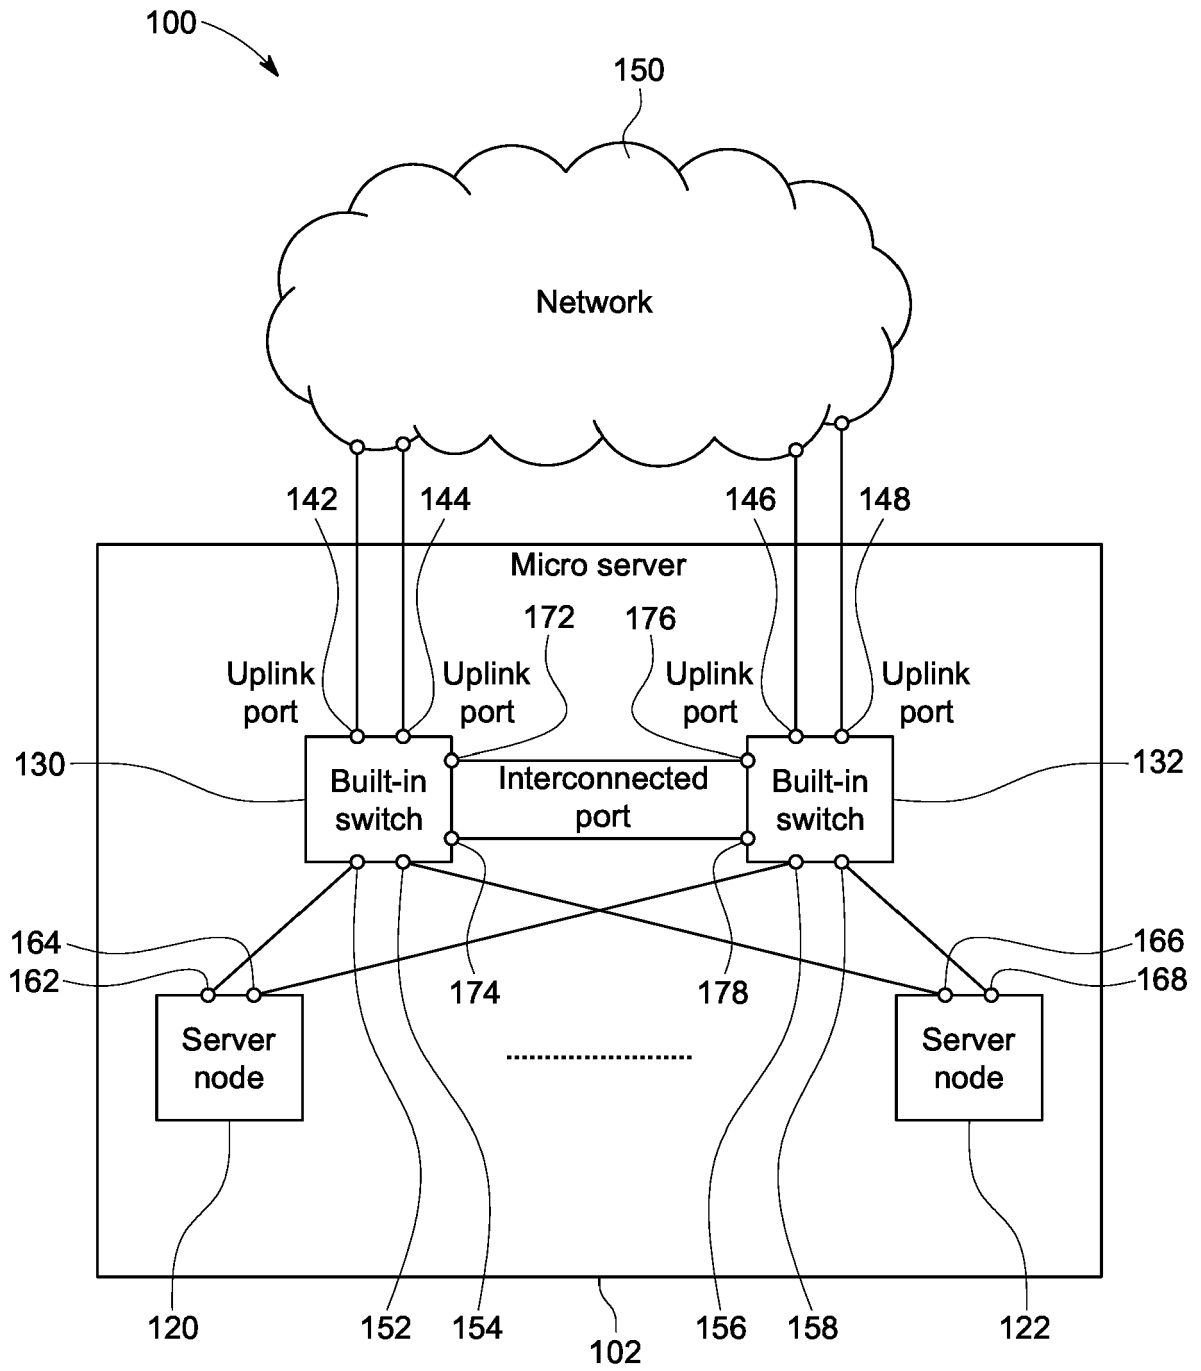 100
150
Network
142
144
146
148
Micro server
172
176
Uplink
port
Uplink
port
Uplink
port
Uplink
port
130
Built-in
switch
Interconnected
port
Built-in
switch
132
164
162
174
178
166
168
Server
node
Server
node
120
152
154
102
156
158
122